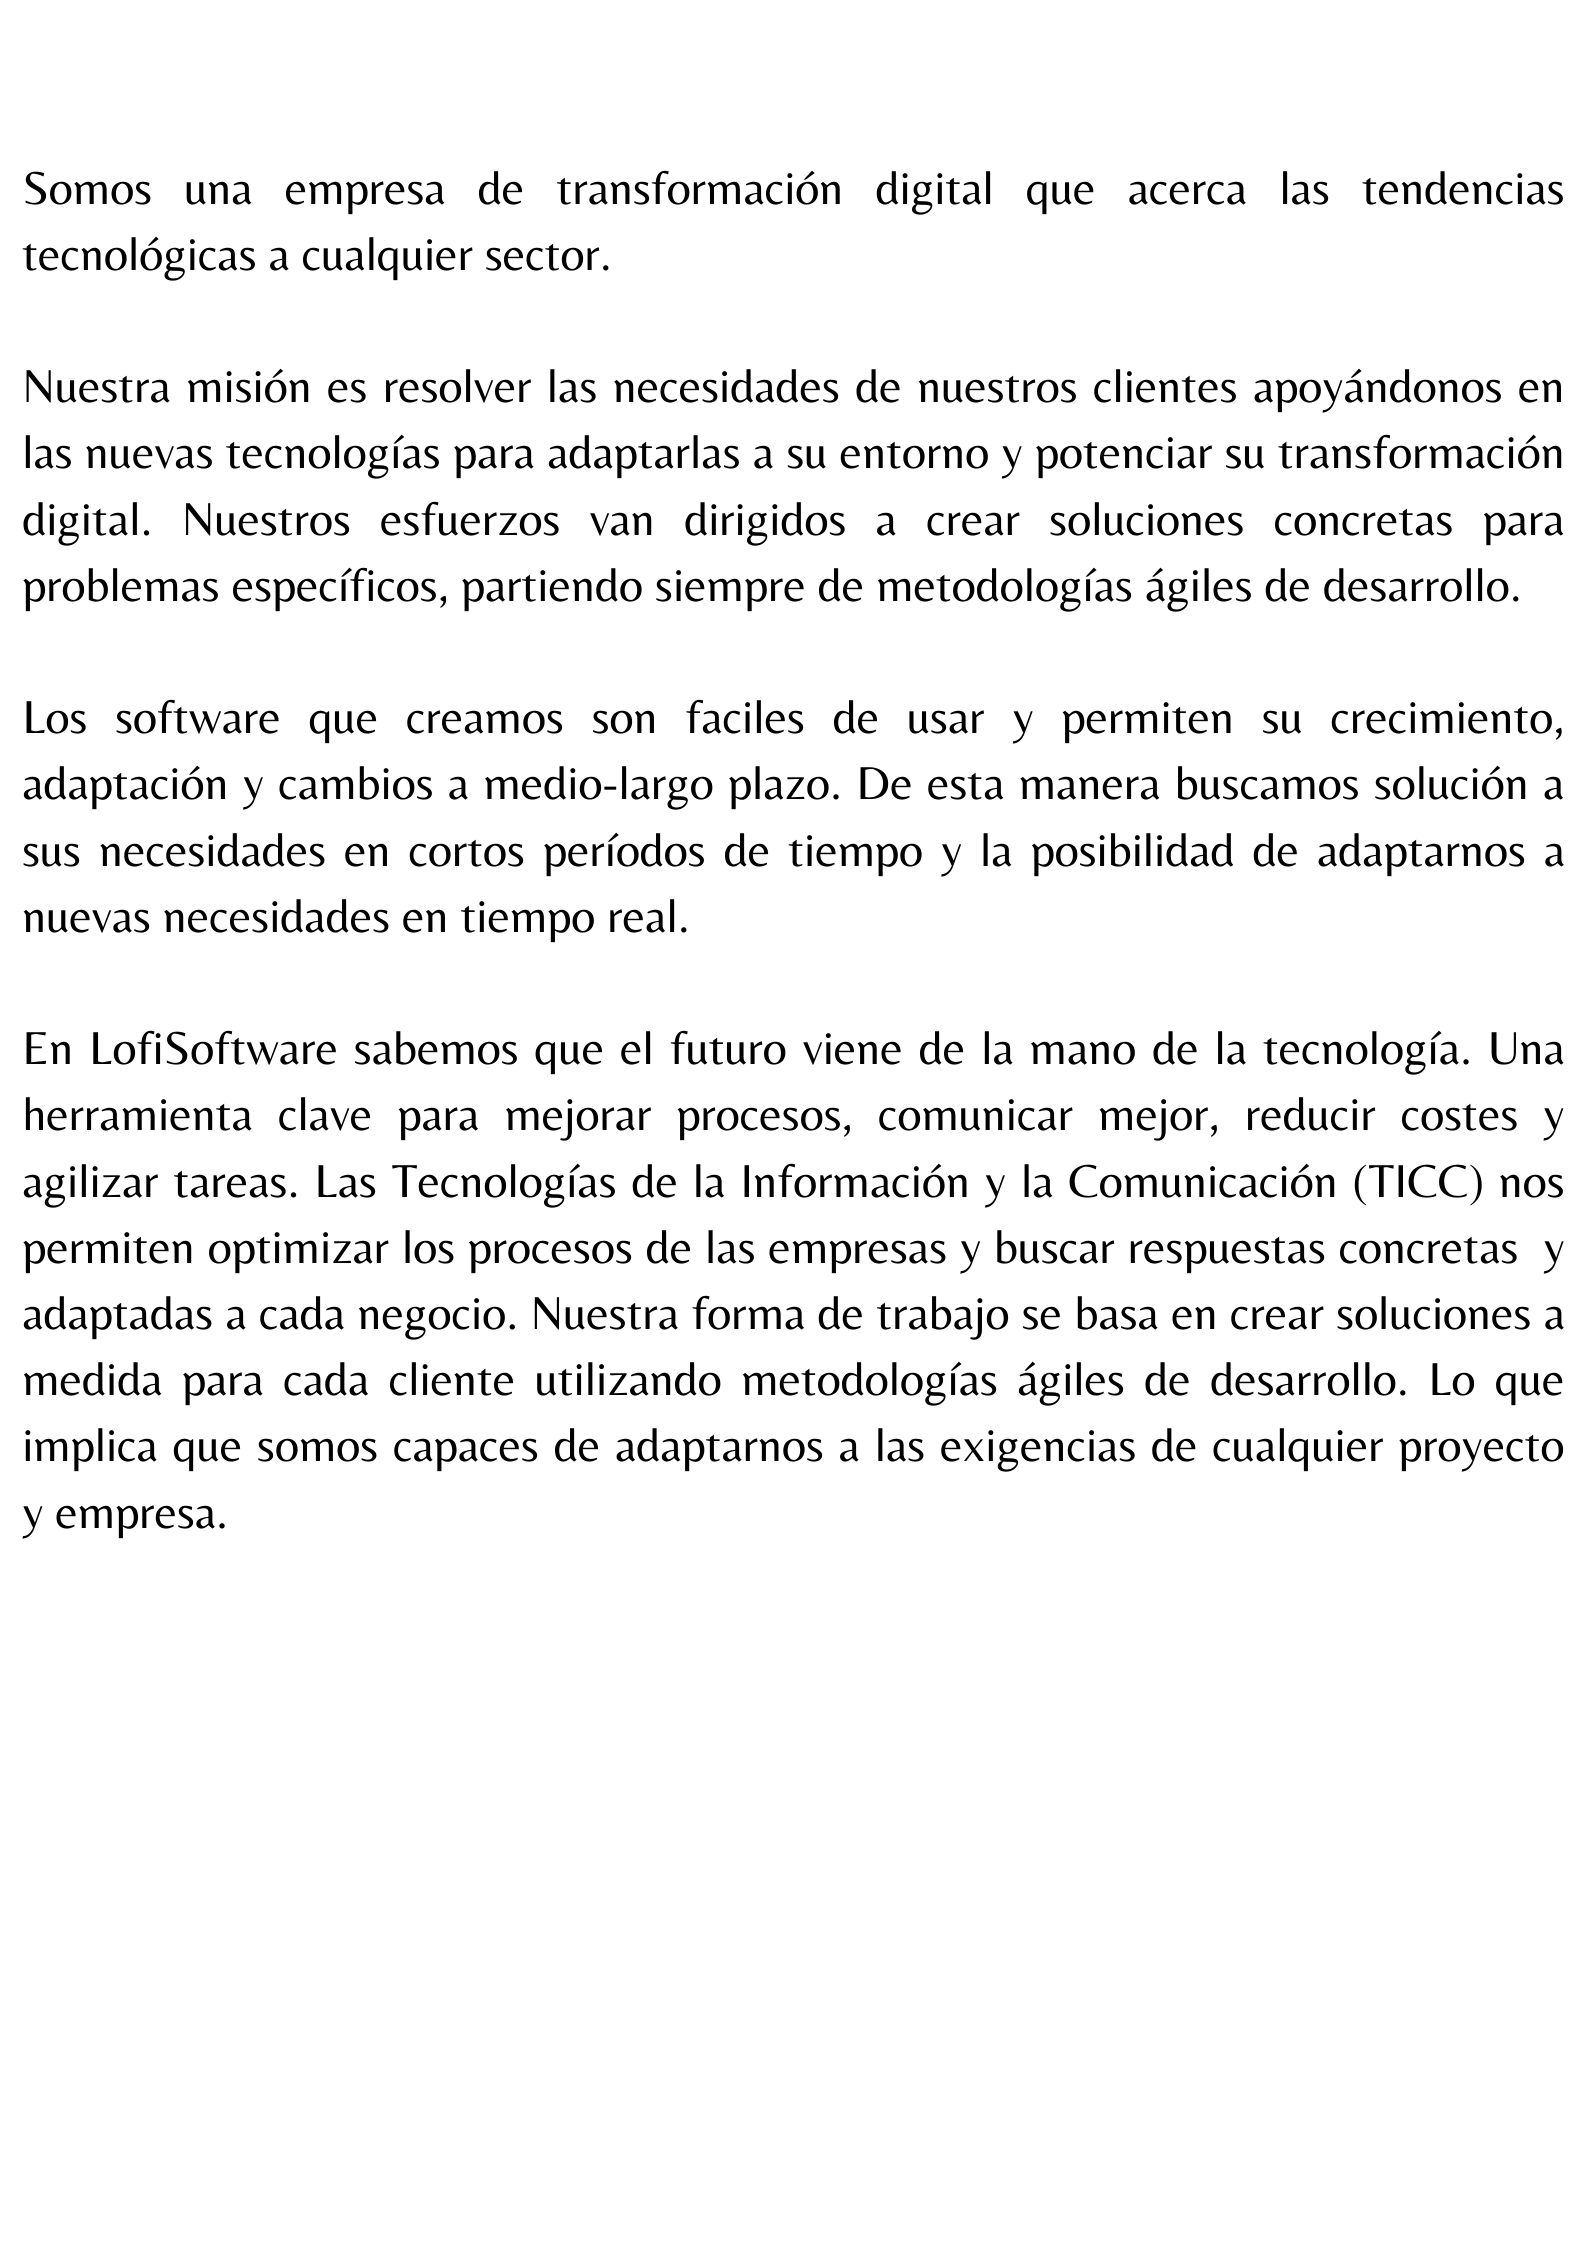 Somos una empresa de transformación digital que acerca las tendencias
tecnológicas a cualquier sector.
Nuestra misión es resolver las necesidades de nuestros clientes apoyándonos en
las nuevas tecnologías para adaptarlas a su entorno y potenciar su transformación
digital. Nuestros esfuerzos van dirigidos a crear soluciones concretas para
problemas específicos, partiendo siempre de metodologías ágiles de desarrollo.
Los software que creamos son faciles de usar y permiten su crecimiento,
adaptación y cambios a medio-largo plazo. De esta manera buscamos solución a
sus necesidades en cortos períodos de tiempo y la posibilidad de adaptarnos a
nuevas necesidades en tiempo real.
En LofiSoftware sabemos que el futuro viene de la mano de la tecnología. Una
herramienta clave para mejorar procesos, comunicar mejor, reducir costes y
agilizar tareas. Las Tecnologías de la Información y la Comunicación (TICC) nos
permiten optimizar los procesos de las empresas y buscar respuestas concretas  y
adaptadas a cada negocio. Nuestra forma de trabajo se basa en crear soluciones a
medida para cada cliente utilizando metodologías ágiles de desarrollo. Lo que
implica que somos capaces de adaptarnos a las exigencias de cualquier proyecto
y empresa.